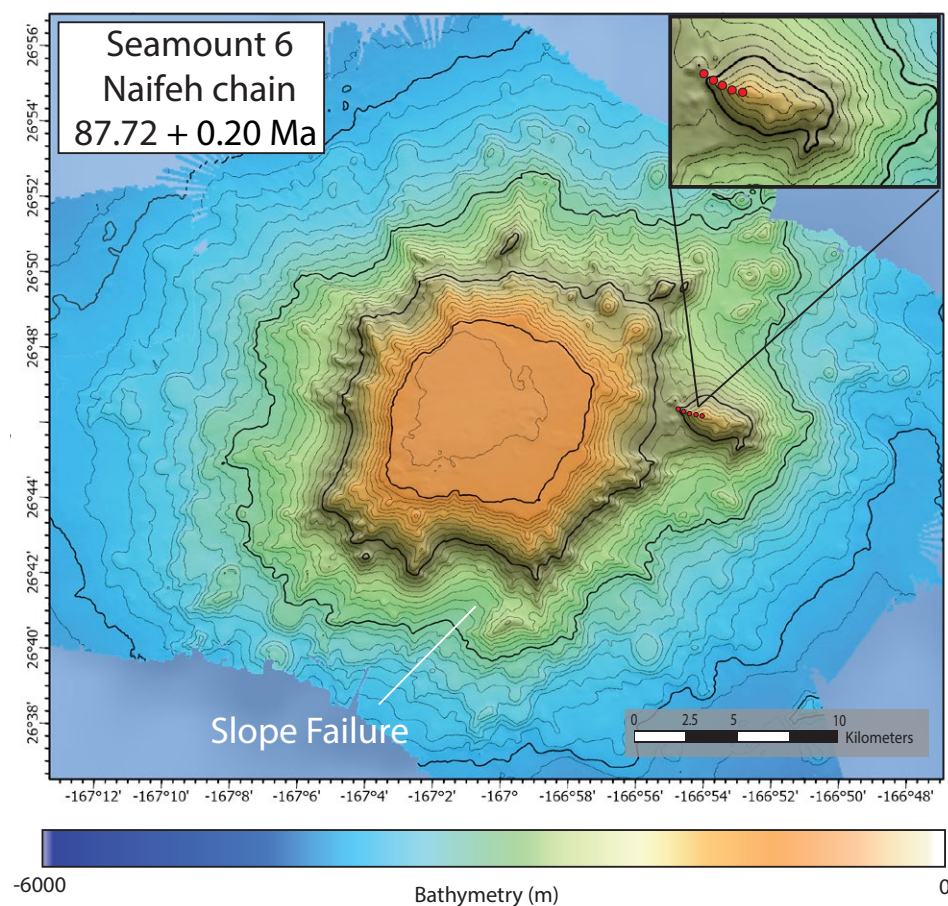 Seamount 6
Naifeh chain
87.72 + 0.20 Ma
26°56'
26°54'
26°52'
26°50'
26°48'
26°44'
26°42'
26°40'
26°38'
Slope Failure
0 2.5 5 10
Kilometers
-167°12' -167°10' -167°8' -167°6' -167°4' -167°2' -167°0' -166°58' -166°56' -166°54' -166°52' -166°50' -166°48'
-6000 0
Bathymetry (m)